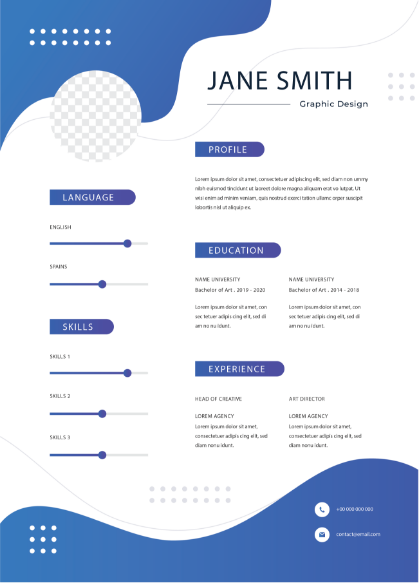 JANE SMITH
Graphic Design
PROFILE
Lorem ipsum dolor sit amet, consectetuer adipiscing elit, sed diam nonn ummy
nibh euismod tincidunt ut laoreet dolore magna aliquam erat vo lutpat. Ut
wisi enim ad minim veniam, quis nostrud exerci tation ullamc orper suscipit
lobortis nisl ut aliquip ex.
LANGUAGE
ENGLISH
SPAINS
SKILLS
SKILLS 1
SKILLS 2
SKILLS 3
EDUCATION
NAME UNIVERSITY
Bachelor of Art . 2019 - 2020
Lorem ipsum dolor sit amet, con
sec tetuer adipis cing elit, sed di
am no nu idunt.
NAME UNIVERSITY
Bachelor of Art . 2014 - 2018
Lorem ipsum dolor sit amet, con
sec tetuer adipis cing elit, sed di
am no nu idunt.
EXPERIENCE
HEAD OF CREATIVE
LOREM AGENCY
Lorem ipsum dolor sit amet,
consectetuer adipis cing elit, sed
diam nonu idunt.
ART DIRECTOR
LOREM AGENCY
Lorem ipsum dolor sit amet,
consectetuer adipis cing elit, sed
diam nonu idunt.
+00 000 000 000
contact@email.com